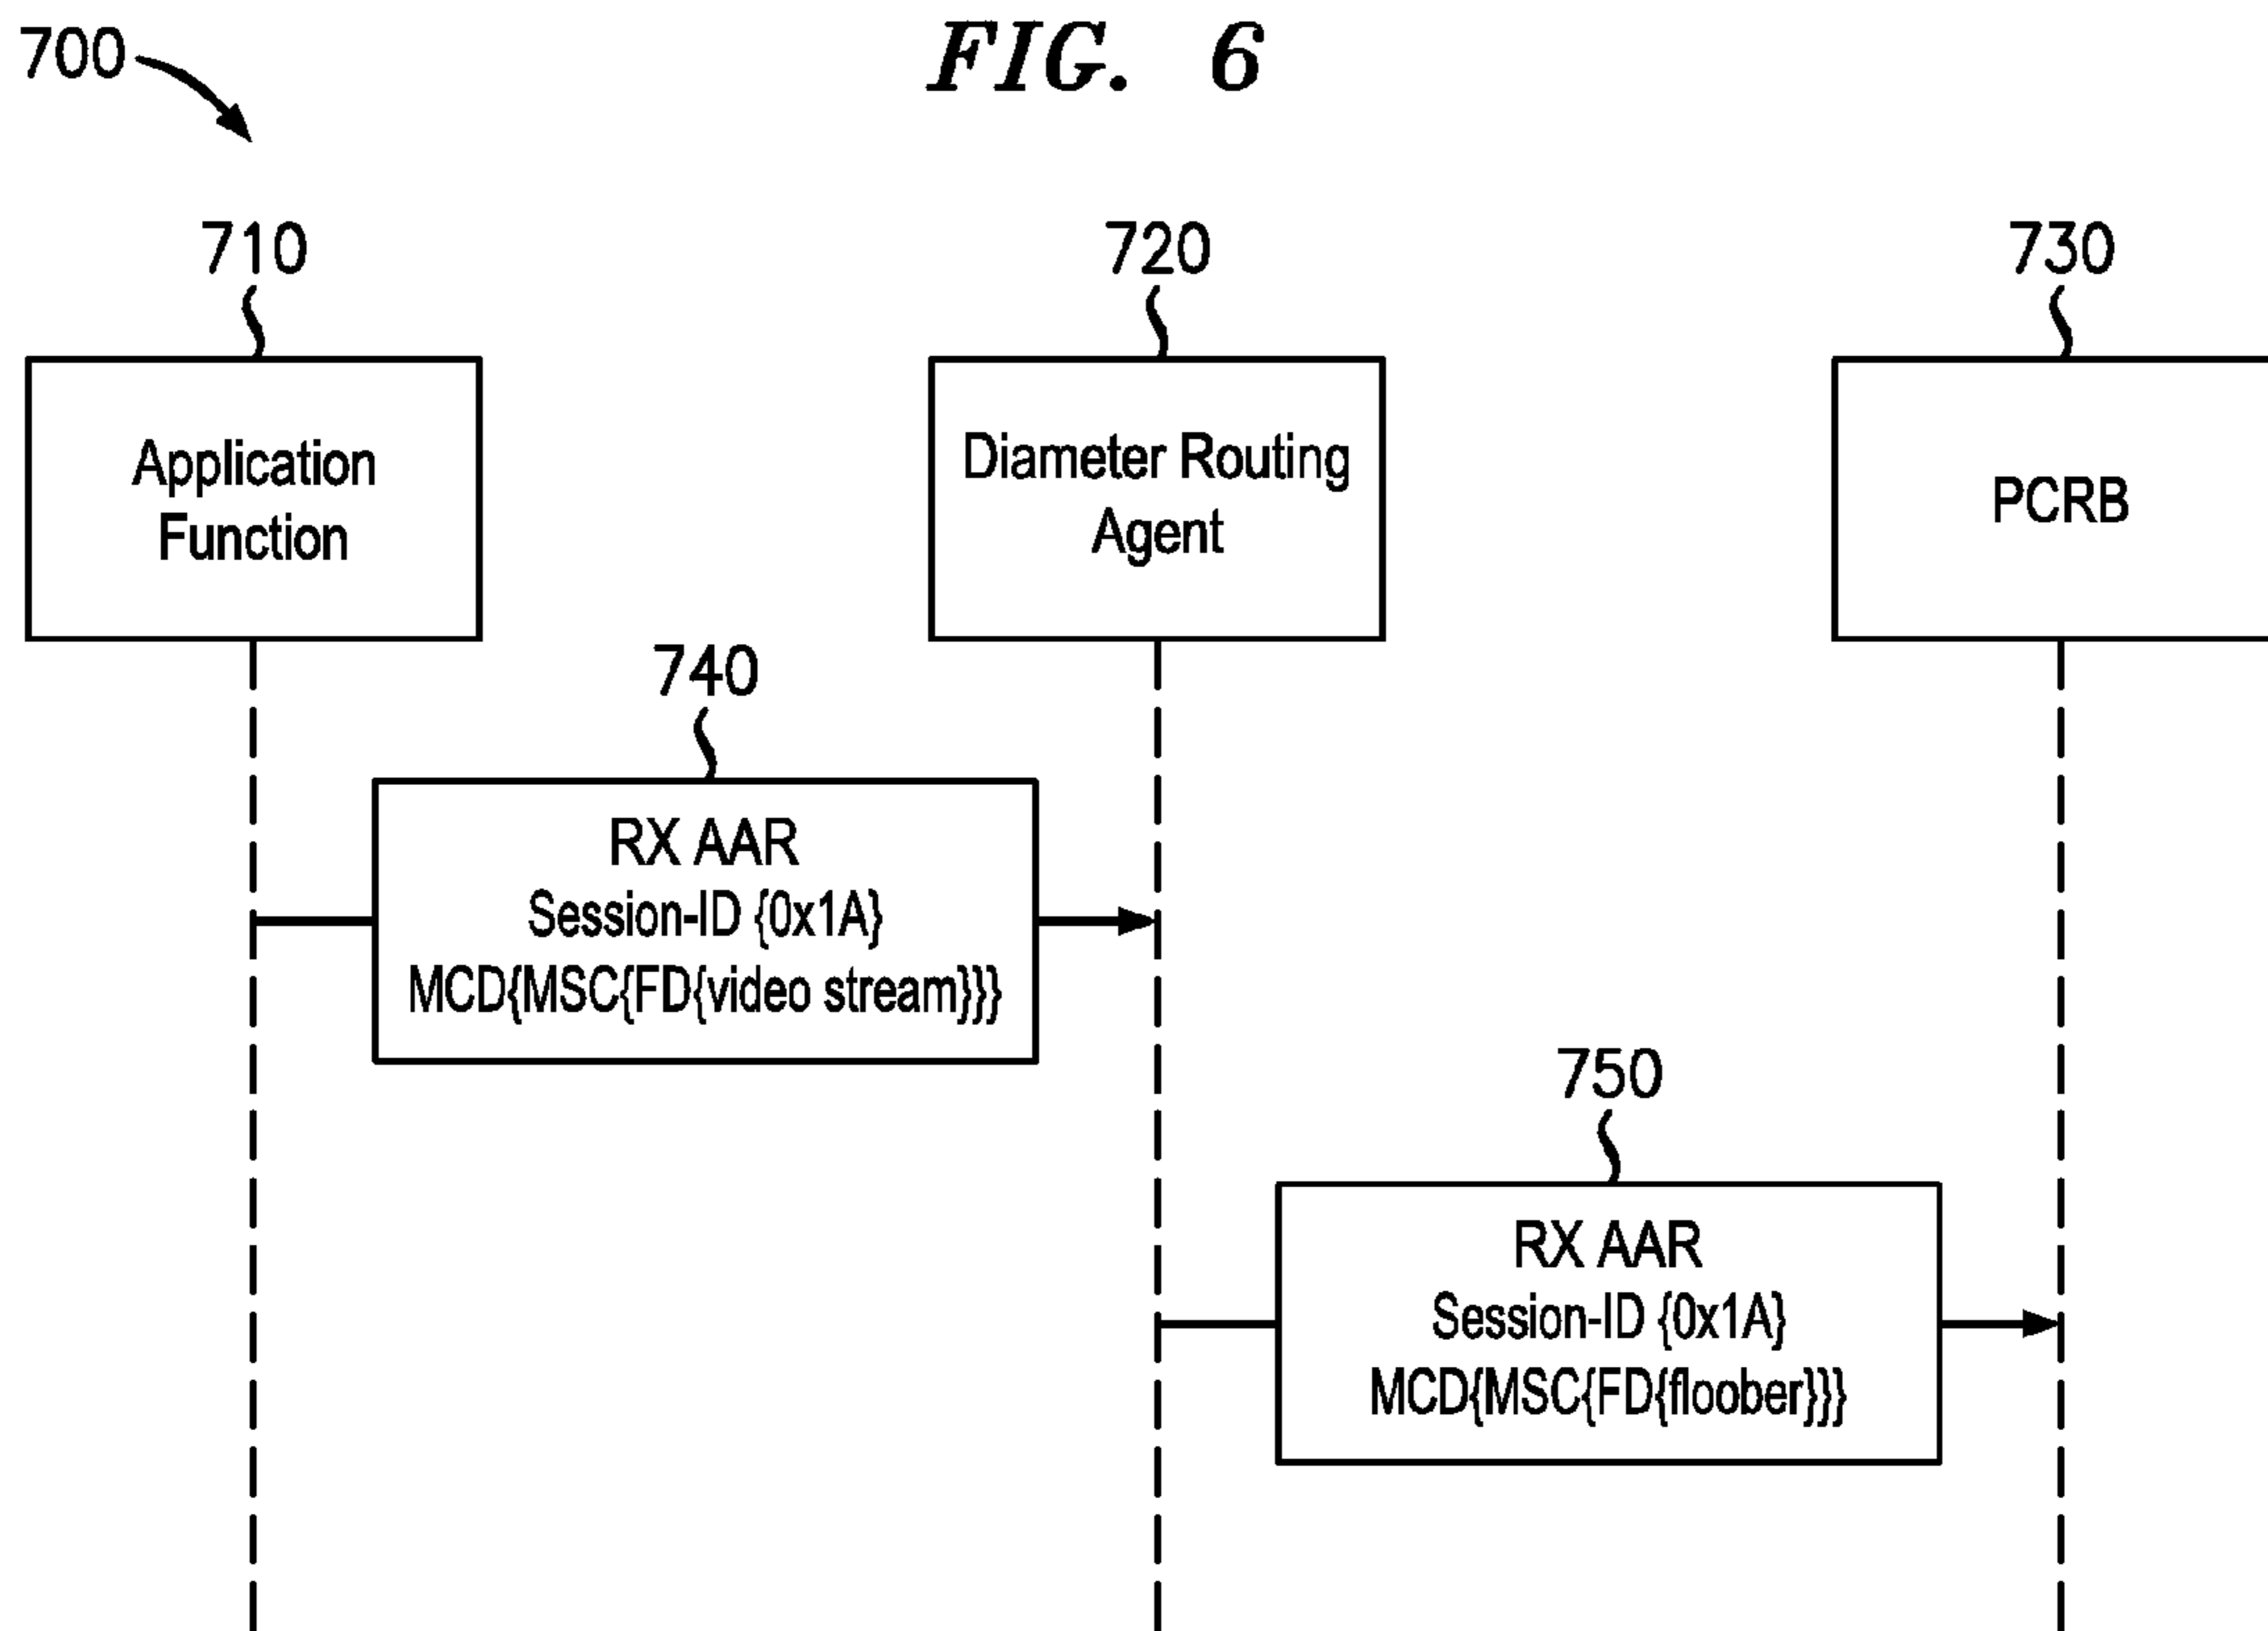 FIG. 6
700
710
720
730
Application
Function
Diameter Routing
Agent
PCRB
740
RX AAR
Session-ID {0x1A}
MCD{MSC{FD{video stream}}}
750
RX AAR
Session-ID {0x1A}
MCD{MSC{FD{floober}}}